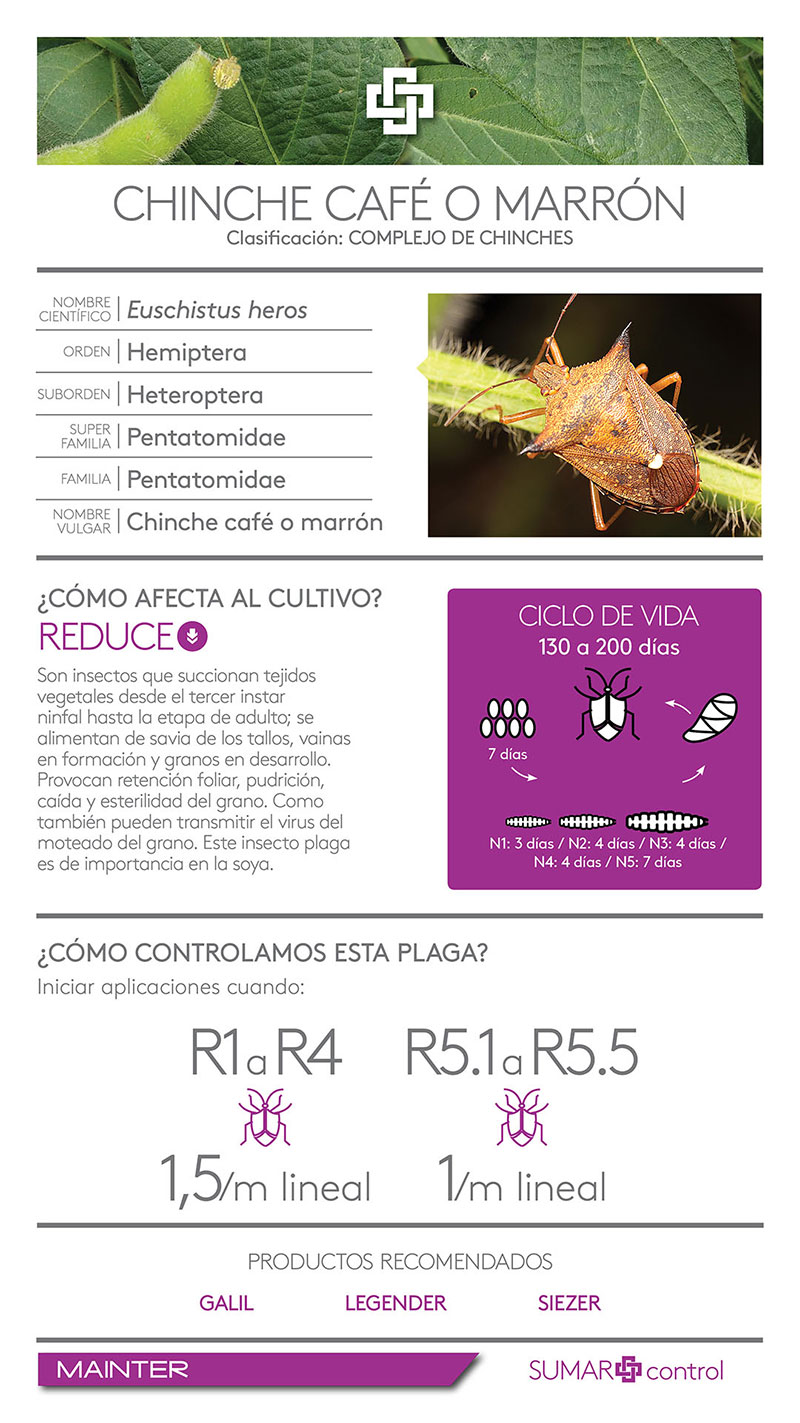 CHINCHE CAFÉ O MARRÓN
Clasificación: COMPLEJO DE CHINCHES
NOMBRE
CIENTÍFICO
Euschistus heros
ORDEN
Hemiptera
SUBORDEN
Heteroptera
SUPER
FAMILIA
Pentatomidae
FAMILIA
Pentatomidae
NOMBRE
VULGAR
Chinche café o marrón
¿CÓMO AFECTA AL CULTIVO?
REDUCE
Son insectos que succionan tejidos
vegetales desde el tercer instar
ninfal hasta la etapa de adulto; se
alimentan de savia de los tallos, vainas
en formación y granos en desarrollo.
Provocan retención foliar, pudrición,
caída y esterilidad del grano. Como
también pueden transmitir el virus del
moteado del grano. Este insecto plaga
es de importancia en la soya.
CICLO DE VIDA
130 a 200 días
7 días
N1: 3 días / N2: 4 días / N3: 4 días /
N4: 4 días / N5: 7 días
¿CÓMO CONTROLAMOS ESTA PLAGA?
Iniciar aplicaciones cuando:
R1 a R4
1,5/m lineal
R5.1 a R5.5
1/m lineal
PRODUCTOS RECOMENDADOS
GALIL LEGENDER SIEZER
MAINTER
SUMAR control